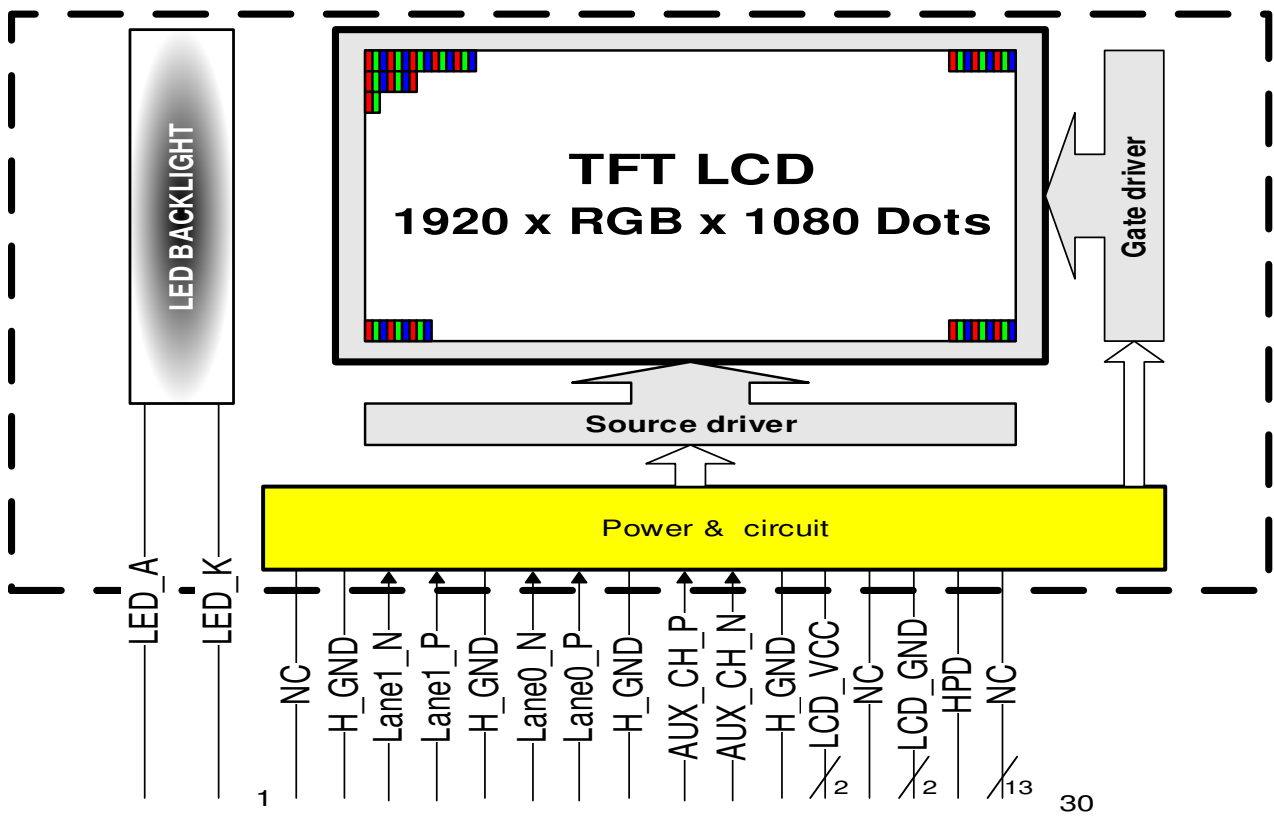 LED BACKLIGHT
TFT LCD
1920 x RGB x 1080 Dots
Gate driver
Source driver
Power & circuit
LED_A
LED_K
NC
H_GND
Lane1_N
Lane1_P
H_GND
Lane0_N
Lane0_P
H_GND
AUX_CH_P
AUX_CH_N
H_GND
LCD_VCC
NC
LCD_GND
HPD
NC
2
2
13
1
30